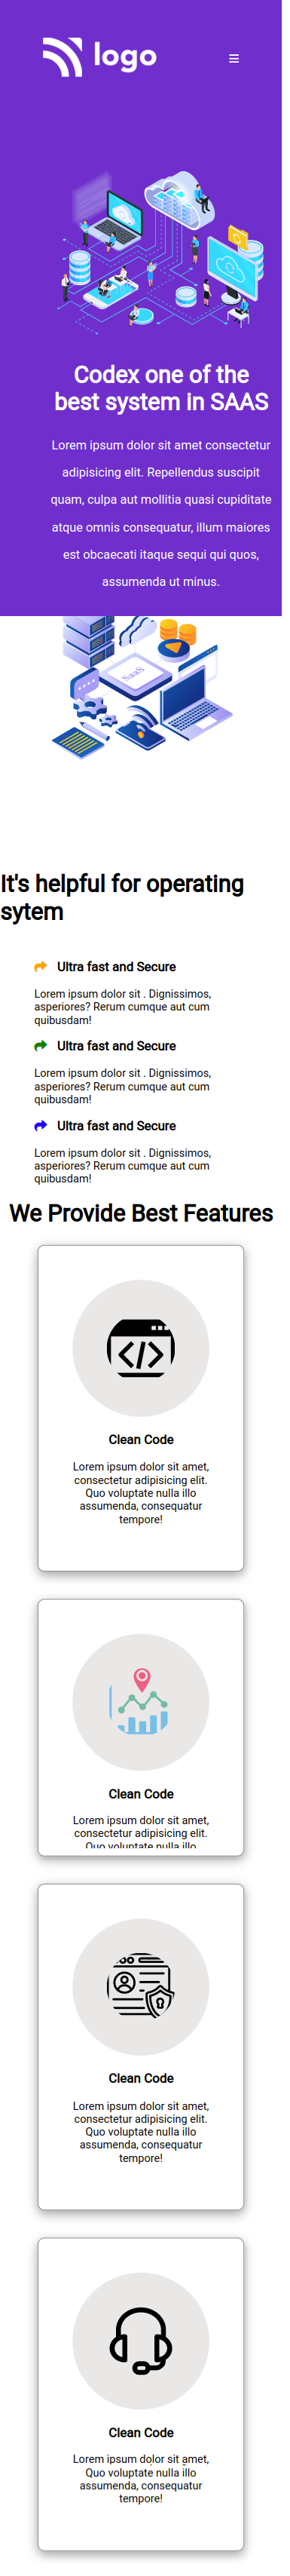 logo
Codex one of the
best system in SAAS
Lorem ipsum dolor sit amet consectetur
adipisicing elit. Repellendus suscipit
quam, culpa aut mollitia quasi cupiditate
atque omnis consequatur, illum maiores
est obcaecati itaque sequi qui quos,
assumenda ut minus.
SaaS
It's helpful for operating
sytem
Ultra fast and Secure
Lorem ipsum dolor sit . Dignissimos,
asperiores? Rerum cumque aut cum
quibusdam!
Ultra fast and Secure
Lorem ipsum dolor sit . Dignissimos,
asperiores? Rerum cumque aut cum
quibusdam!
Ultra fast and Secure
Lorem ipsum dolor sit . Dignissimos,
asperiores? Rerum cumque aut cum
quibusdam!
We Provide Best Features
Clean Code
Lorem ipsum dolor sit amet,
consectetur adipisicing elit.
Quo voluptate nulla illo
assumenda, consequatur
tempore!
Clean Code
Lorem ipsum dolor sit amet,
consectetur adipisicing elit.
Quo voluptate nulla illo
Clean Code
Lorem ipsum dolor sit amet,
consectetur adipisicing elit.
Quo voluptate nulla illo
assumenda, consequatur
tempore!
Clean Code
Lorem ipsum dolor sit amet,
Quo voluptate nulla illo
assumenda, consequatur
tempore!